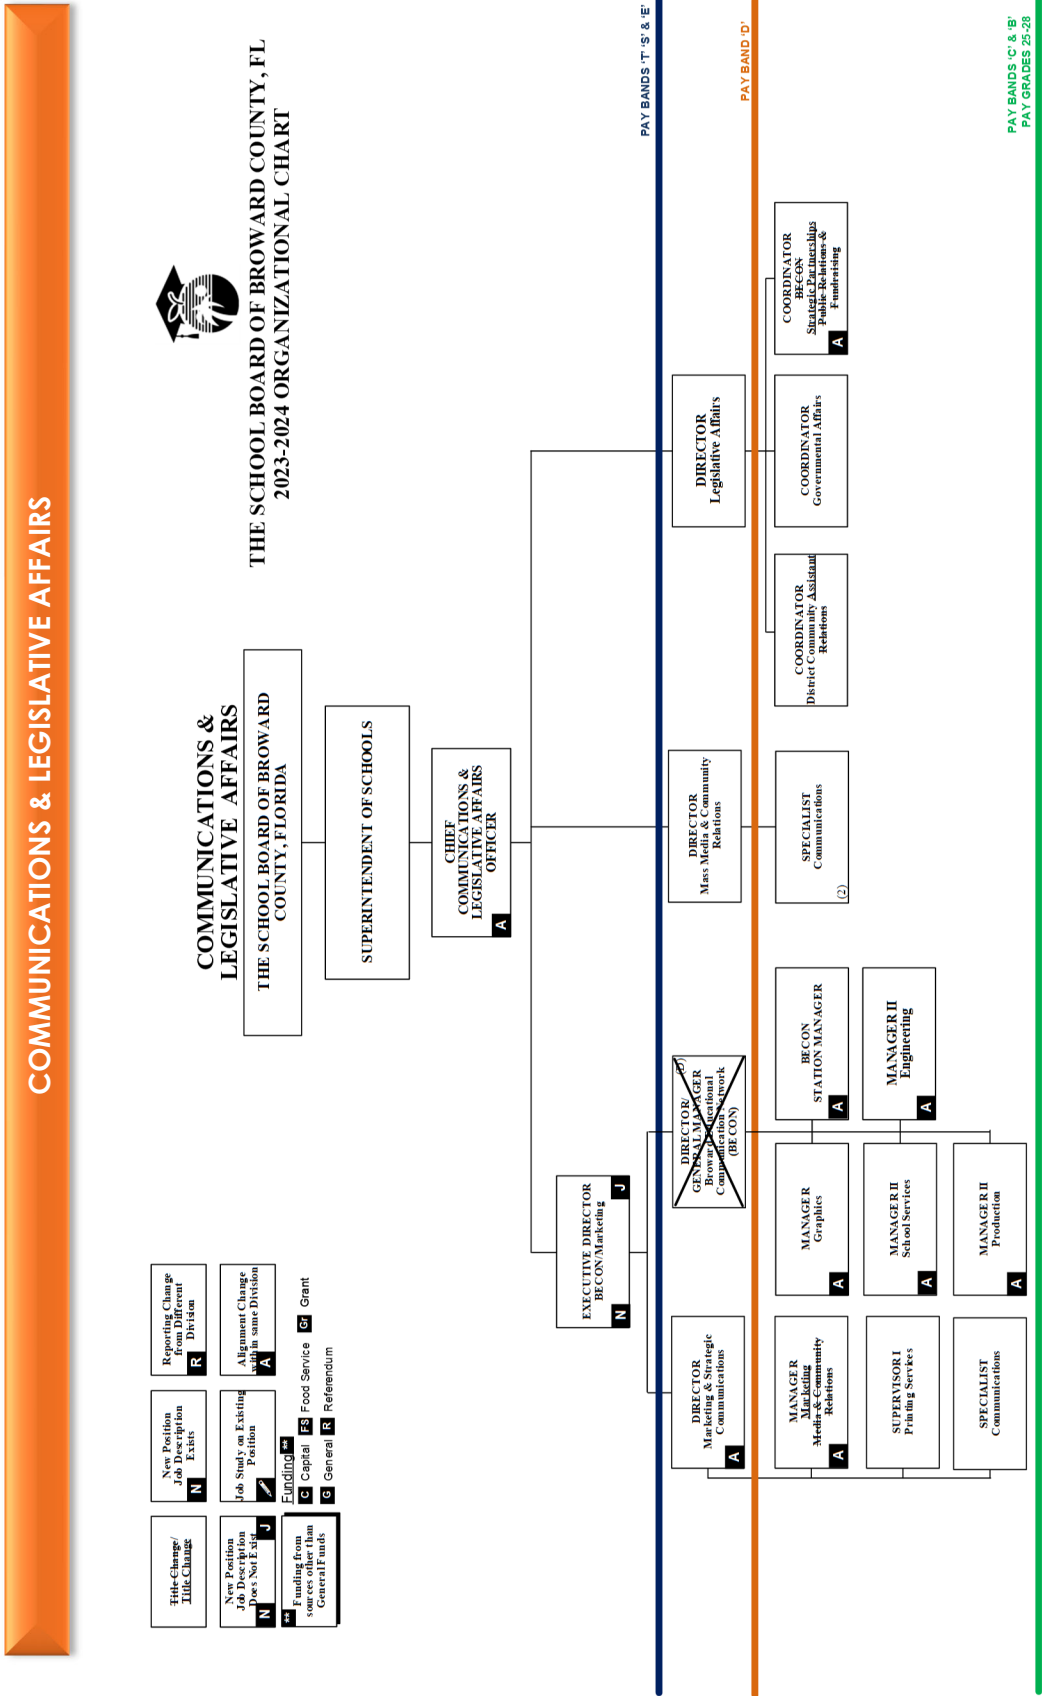 COMMUNICATIONS & LEGISLATIVE AFFAIRS
THE SCHOOL BOARD OF BROWARD COUNTY, FL
2023-2024 ORGANIZATIONAL CHART
COMMUNICATIONS &
LEGISLATIVE AFFAIRS
THE SCHOOL BOARD OF BROWARD
COUNTY, FLORIDA
SUPERINTENDENT OF SCHOOLS
CHIEF
COMMUNICATIONS &
LEGISLATIVE AFFAIRS
OFFICER
A
Title Change/
Title Change
New Position
Job Description
Exists
N
Reporting Change
from Different
Division
R
New Position
Job Description
Does Not Exist
N
J
Job Study on Existing
Position
Alignment Change
within same Division
A
**
Funding from
sources other than
General Funds
Funding **
C Capital FS Food Service Gr Grant
G General R Referendum
EXECUTIVE DIRECTOR
BECON/Marketing
N
J
PAY BANDS 'T' 'S' & 'E'
DIRECTOR
Marketing & Strategic
Communications
A
DIRECTOR/
GENERAL MANAGER
Broward Educational
Communication Network
(BECON)
(D)
DIRECTOR
Mass Media & Community
Relations
DIRECTOR
Legislative Affairs
PAY BAND 'D'
MANAGER
Marketing
Media & Community
Relations
A
SUPERVISOR I
Printing Services
SPECIALIST
Communications
MANAGER
Graphics
A
BECON
STATION MANAGER
A
MANAGER II
School Services
A
MANAGER II
Engineering
A
MANAGER II
Production
A
SPECIALIST
Communications
(2)
COORDINATOR
District Community Assistant
Relations
COORDINATOR
Governmental Affairs
COORDINATOR
BECON
Strategic Partnerships
Public Relations &
Fundraising
A
PAY BANDS 'C' & 'B'
PAY GRADES 25-28